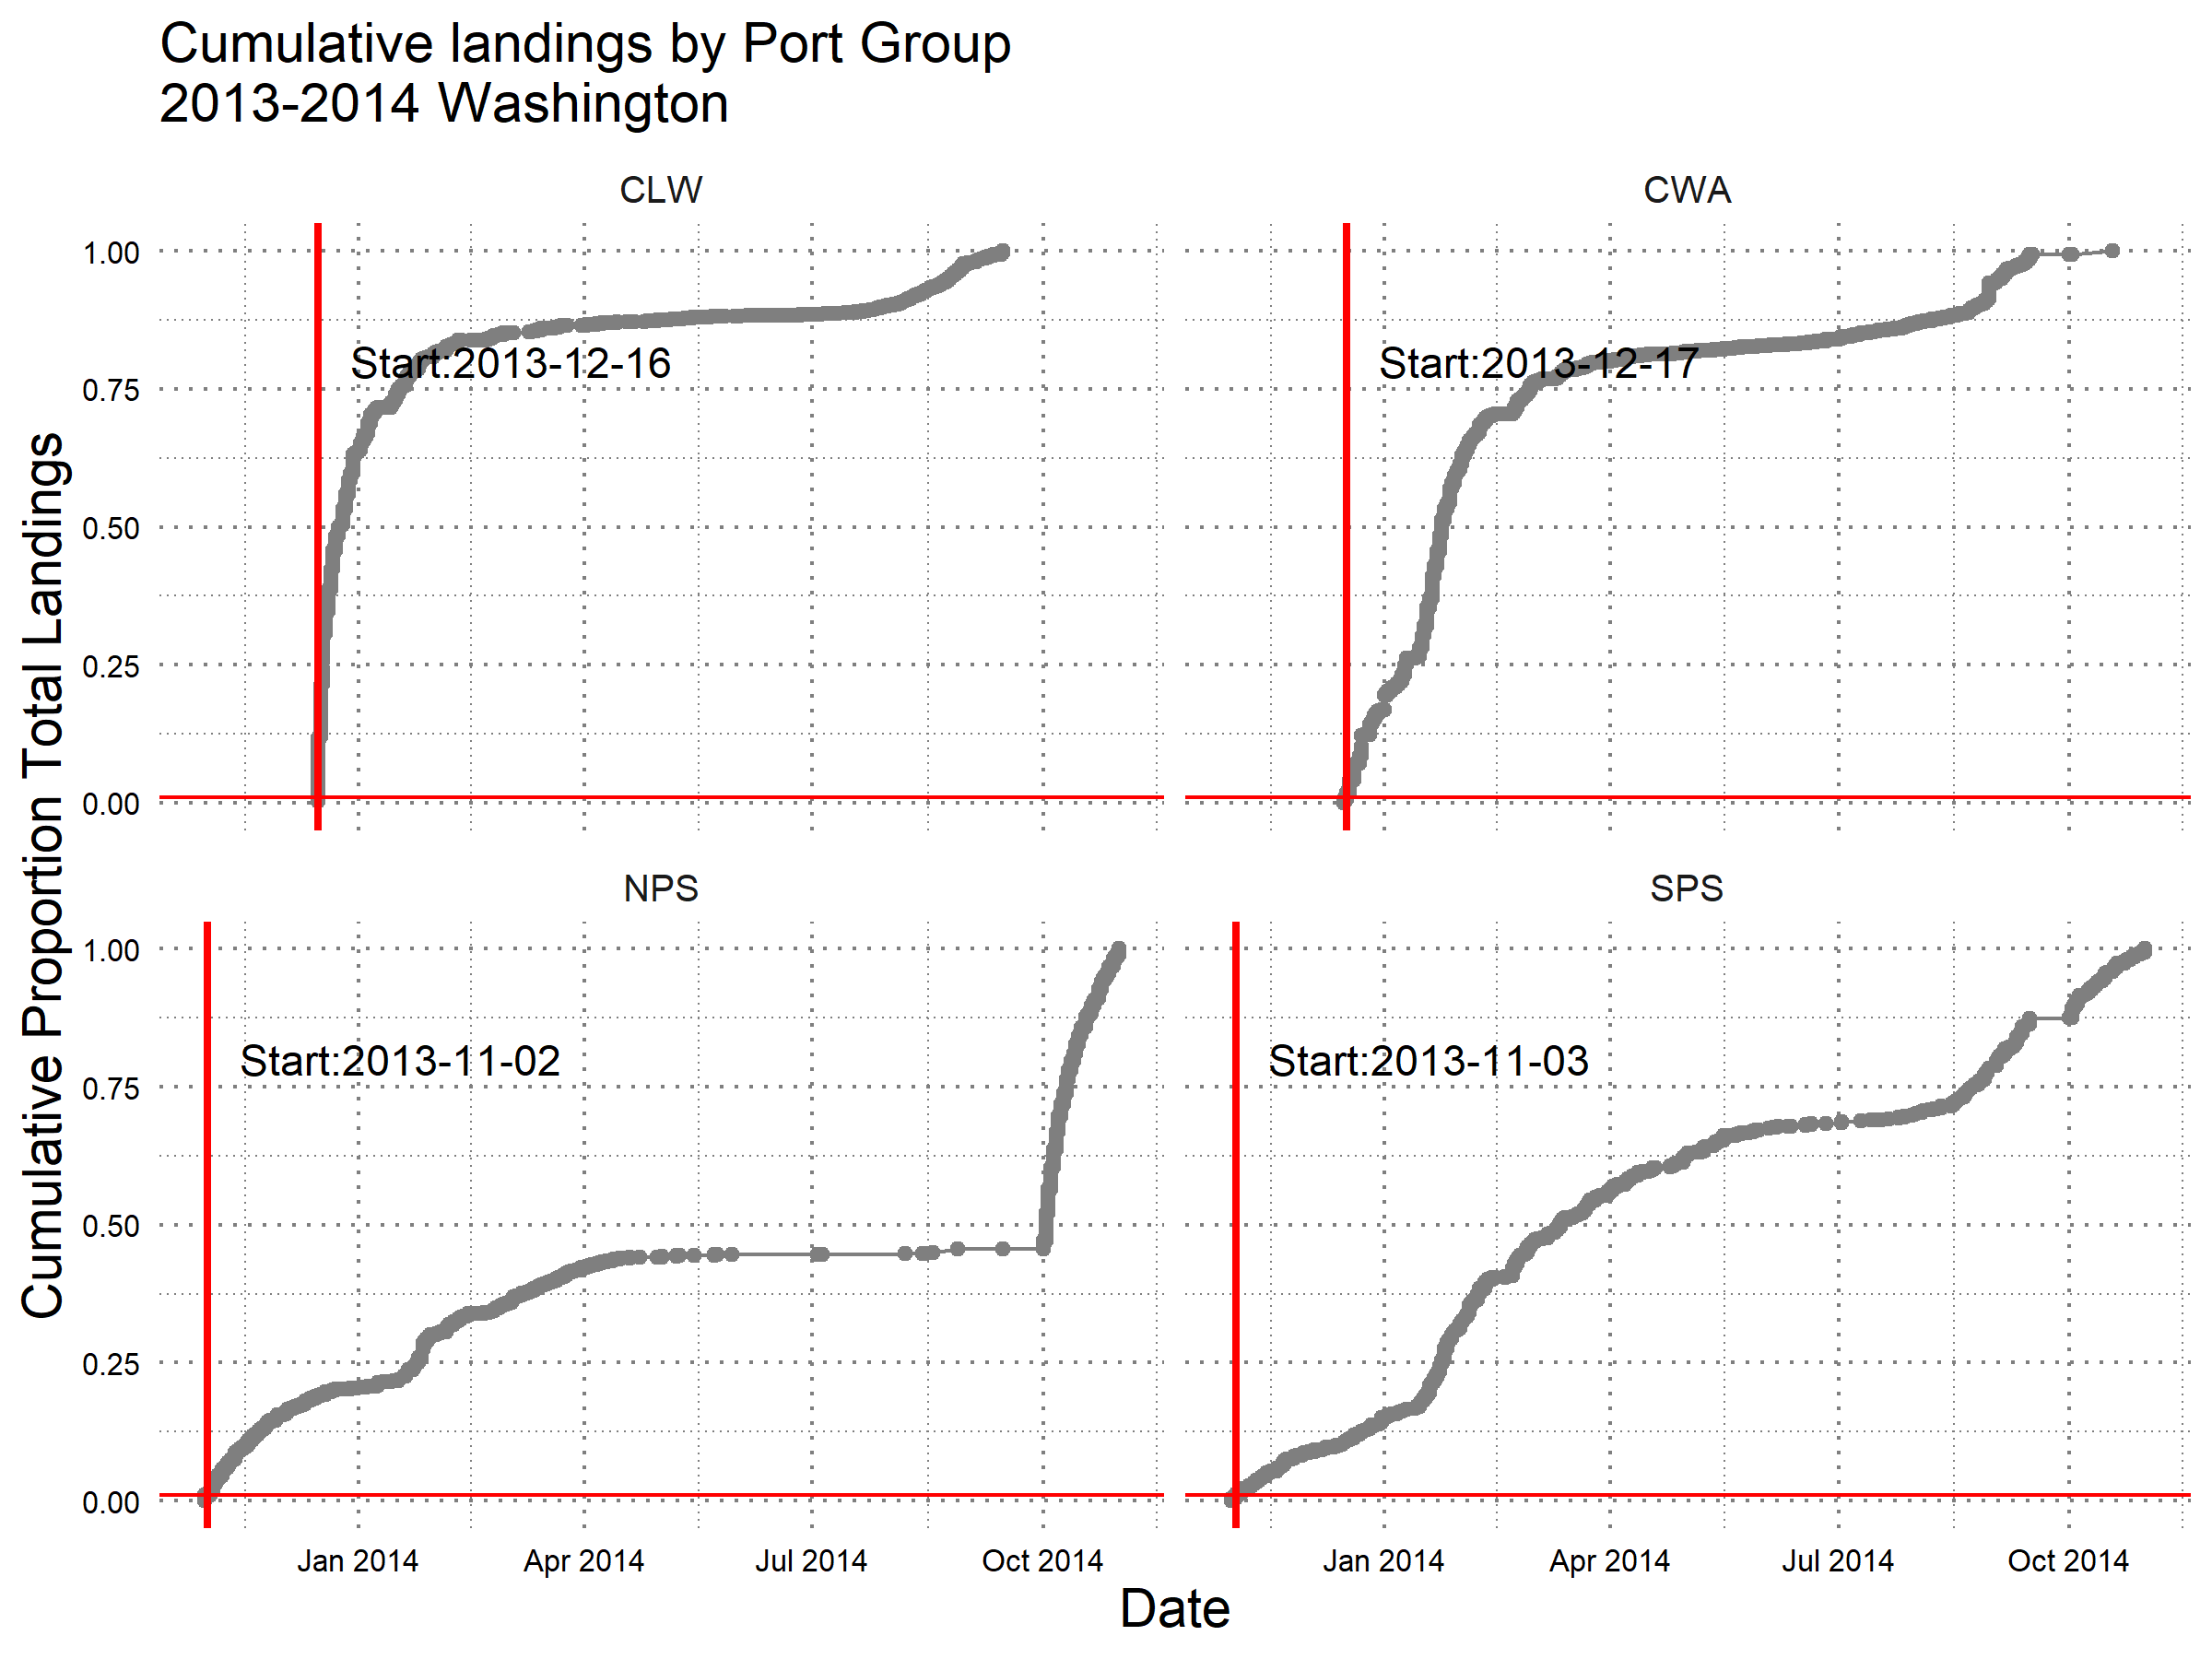 Cumulative landings by Port Group
2013-2014 Washington
CLW
CWA
1.00
0.75
0.50
0.25
0.00
Start:2013-12-16
Start:2013-12-17
NPS
SPS
1.00
0.75
0.50
0.25
0.00
Start:2013-11-02
Start:2013-11-03
Jan 2014
Apr 2014
Jul 2014
Oct 2014
Jan 2014
Apr 2014
Jul 2014
Oct 2014
Date
Cumulative Proportion Total Landings